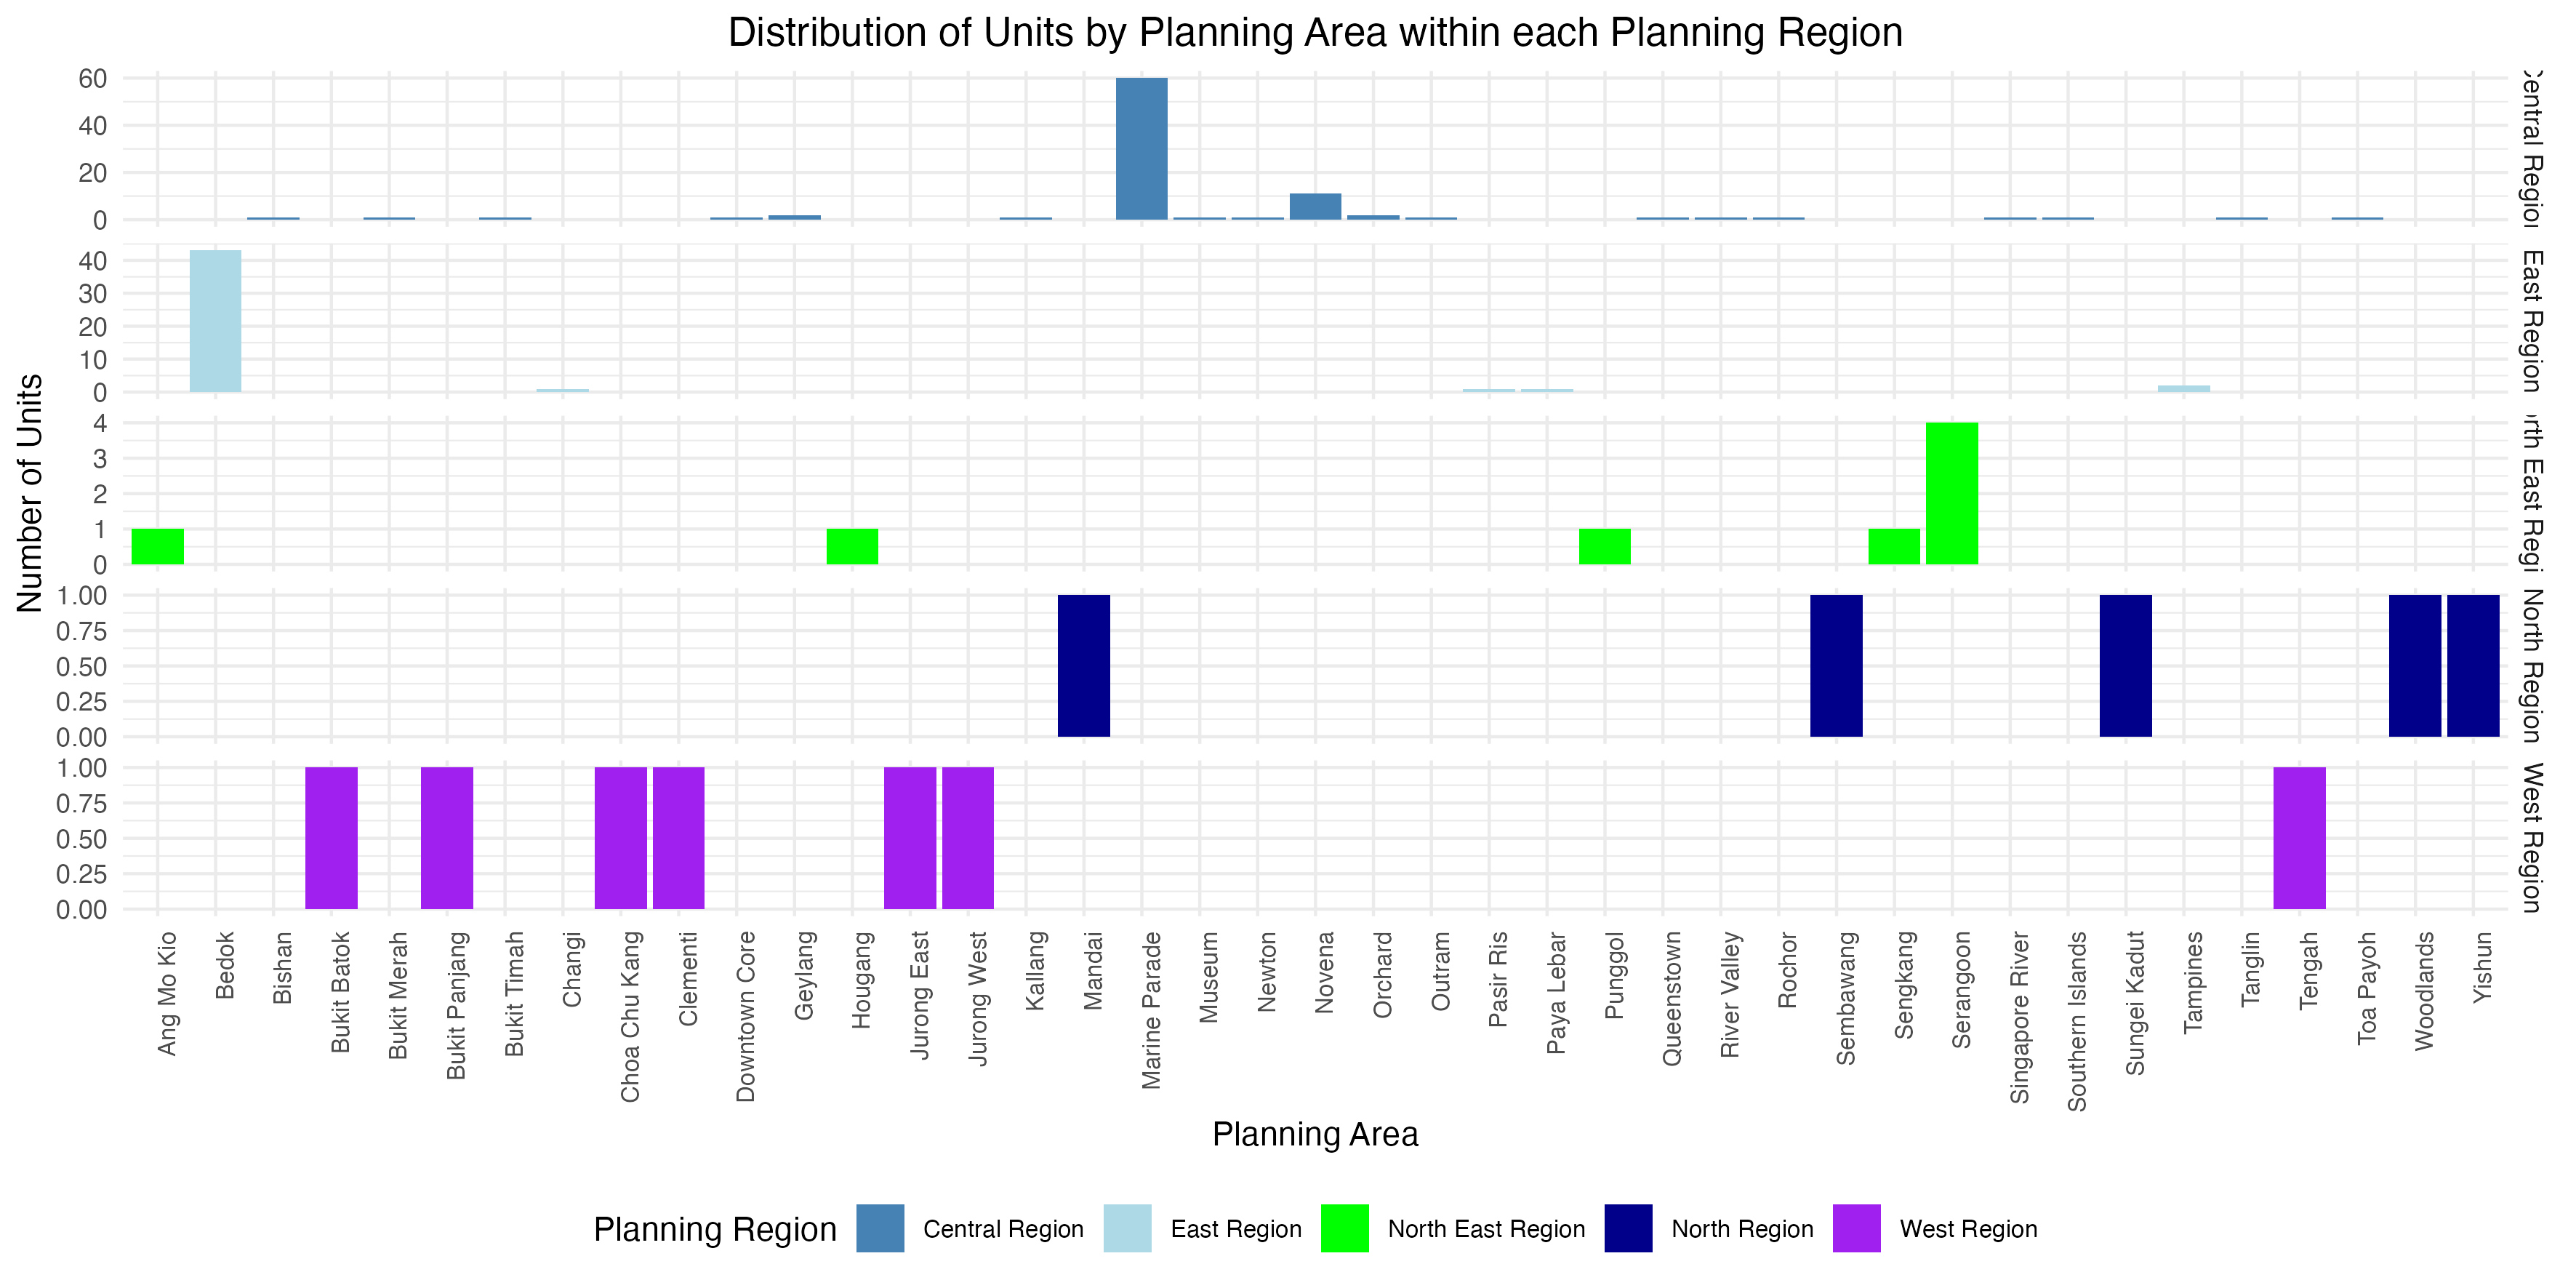 Distribution of Units by Planning Area within each Planning Region
Number of Units
60
40
20
0
Central Region
40
30
20
10
0
East Region
4
3
2
1
0
rth East Regi
1.00
0.75
0.50
0.25
0.00
North Region
1.00
0.75
0.50
0.25
0.00
West Region
Ang Mo Kio
Bedok
Bishan
Bukit Batok
Bukit Merah
Bukit Panjang
Bukit Timah
Changi
Choa Chu Kang
Clementi
Downtown Core
Geylang
Hougang
Jurong East
Jurong West
Kallang
Mandai
Marine Parade
Museum
Newton
Novena
Orchard
Outram
Pasir Ris
Paya Lebar
Punggol
Queenstown
River Valley
Rochor
Sembawang
Sengkang
Serangoon
Singapore River
Southern Islands
Sungei Kadut
Tampines
Tanglin
Tengah
Toa Payoh
Woodlands
Yishun
Planning Area
Planning Region Central Region East Region North East Region North Region West Region